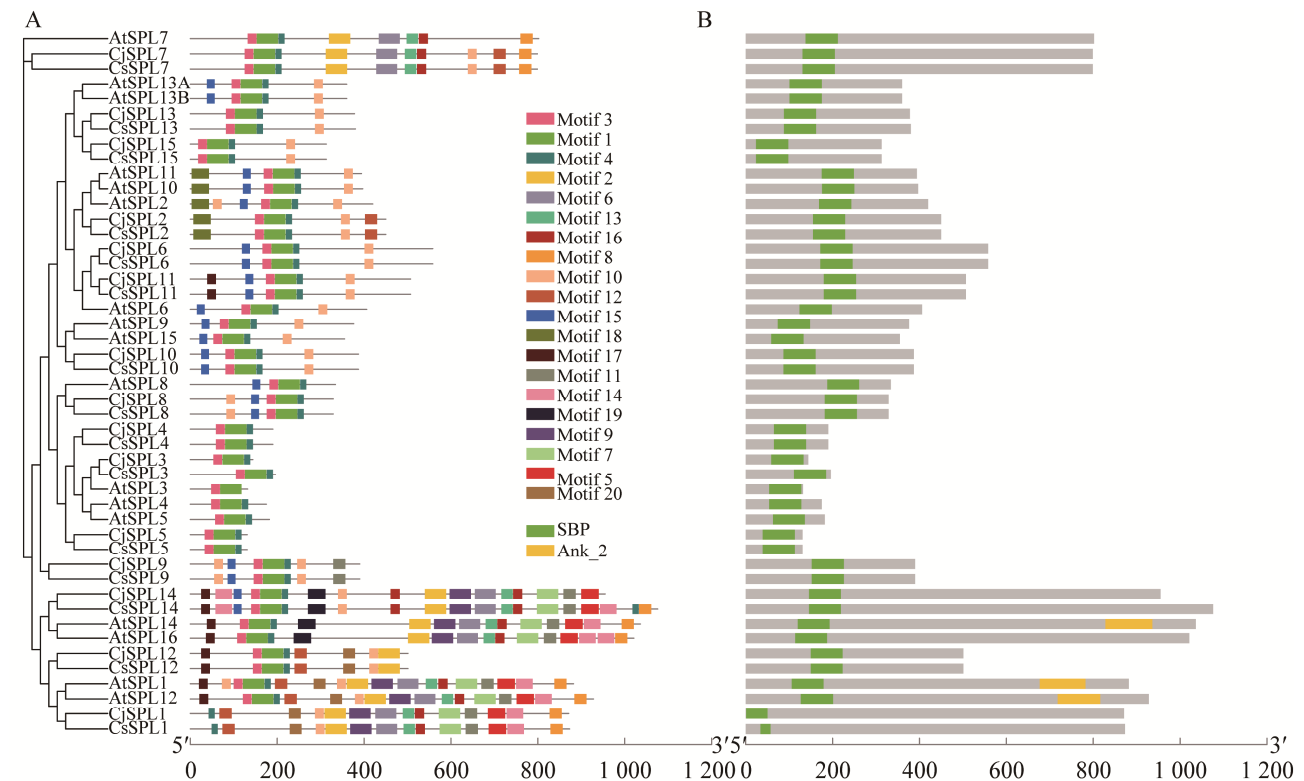 A
B
AtSPL7
CjSPL7
CsSPL7
AtSPL13A
AtSPL13B
CjSPL13
CsSPL13
CjSPL15
CsSPL15
AtSPL11
AtSPL10
AtSPL2
CjSPL2
CsSPL2
CjSPL6
CsSPL6
CjSPL11
CsSPL11
AtSPL6
AtSPL9
AtSPL15
CjSPL10
CsSPL10
AtSPL8
CjSPL8
CsSPL8
CjSPL4
CsSPL4
CjSPL3
CsSPL3
AtSPL3
AtSPL4
AtSPL5
CjSPL5
CsSPL5
CjSPL9
CsSPL9
CjSPL14
CsSPL14
AtSPL14
AtSPL16
CjSPL12
CsSPL12
AtSPL1
AtSPL12
CjSPL1
CsSPL1
Motif 3
Motif 1
Motif 4
Motif 2
Motif 6
Motif 13
Motif 16
Motif 8
Motif 10
Motif 12
Motif 15
Motif 18
Motif 17
Motif 11
Motif 14
Motif 19
Motif 9
Motif 7
Motif 5
Motif 20
SBP
Ank_2
5′ 3′ 5′ 3′
0 200 400 600 800 1 000 1 200 0 200 400 600 800 1 000 1 200